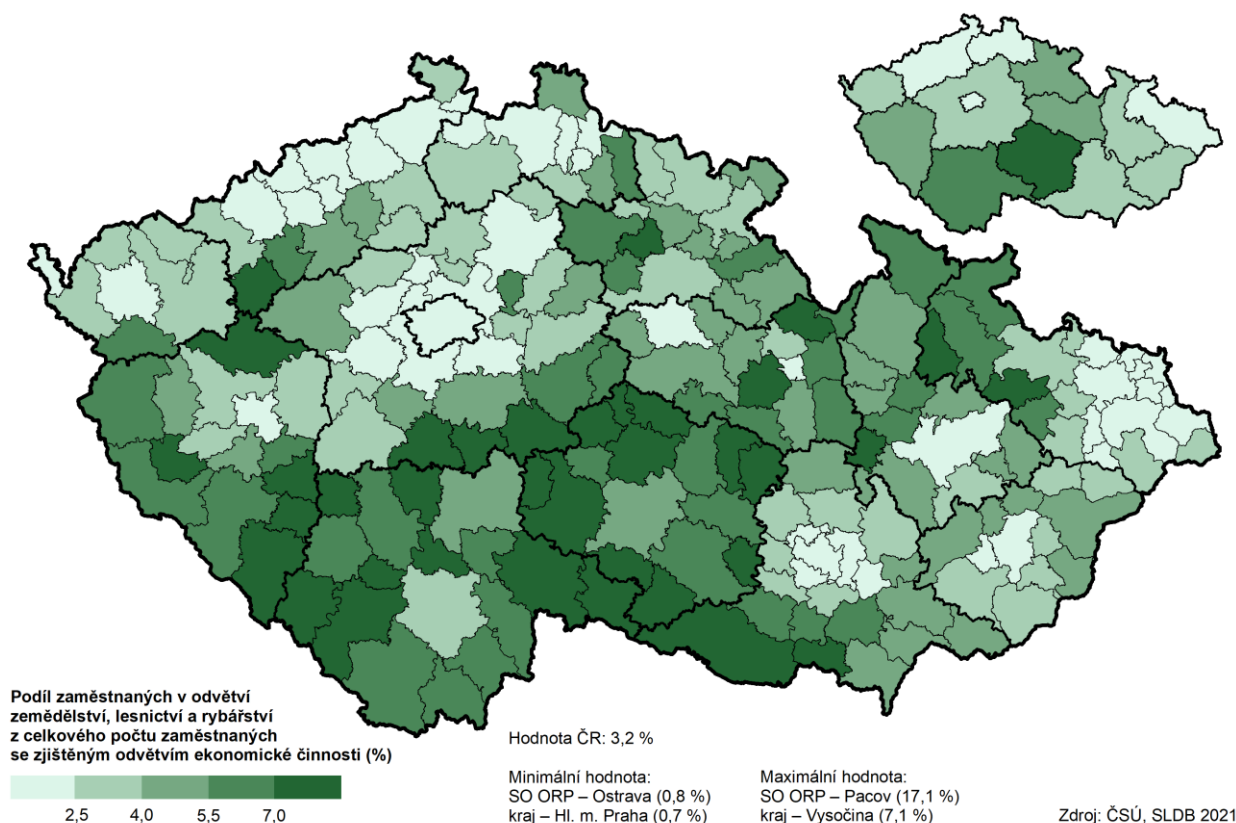 Podíl zaměstnaných v odvětví
zemědělství, lesnictví a rybářství
z celkového počtu zaměstnaných
se zjištěným odvětvím ekonomické činnosti (%)
2,5 4,0 5,5 7,0
Hodnota ČR: 3,2 %
Minimální hodnota:
SO ORP – Ostrava (0,8 %)
kraj – Hl. m. Praha (0,7 %)
Maximální hodnota:
SO ORP – Pacov (17,1 %)
kraj – Vysočina (7,1 %)
Zdroj: ČSÚ, SLDB 2021